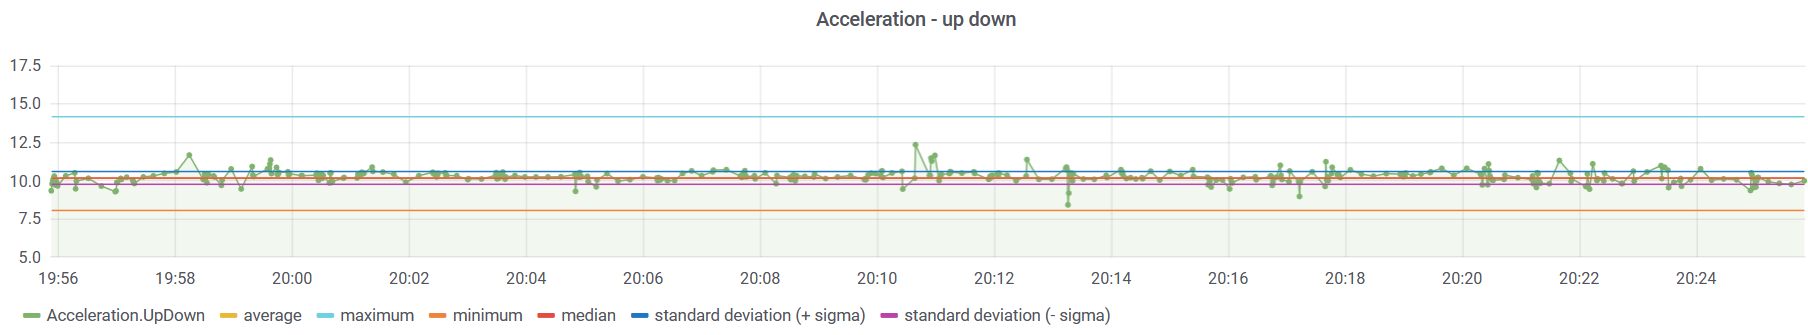 Acceleration - up down
17.5
15.0
12.5
10.0
7.5
5.0
19:56 19:58 20:00 20:02 20:04 20:06 20:08 20:10 20:12 20:14 20:16 20:18 20:20 20:22 20:24
Acceleration.UpDown average maximum minimum median standard deviation (+ sigma) standard deviation (- sigma)